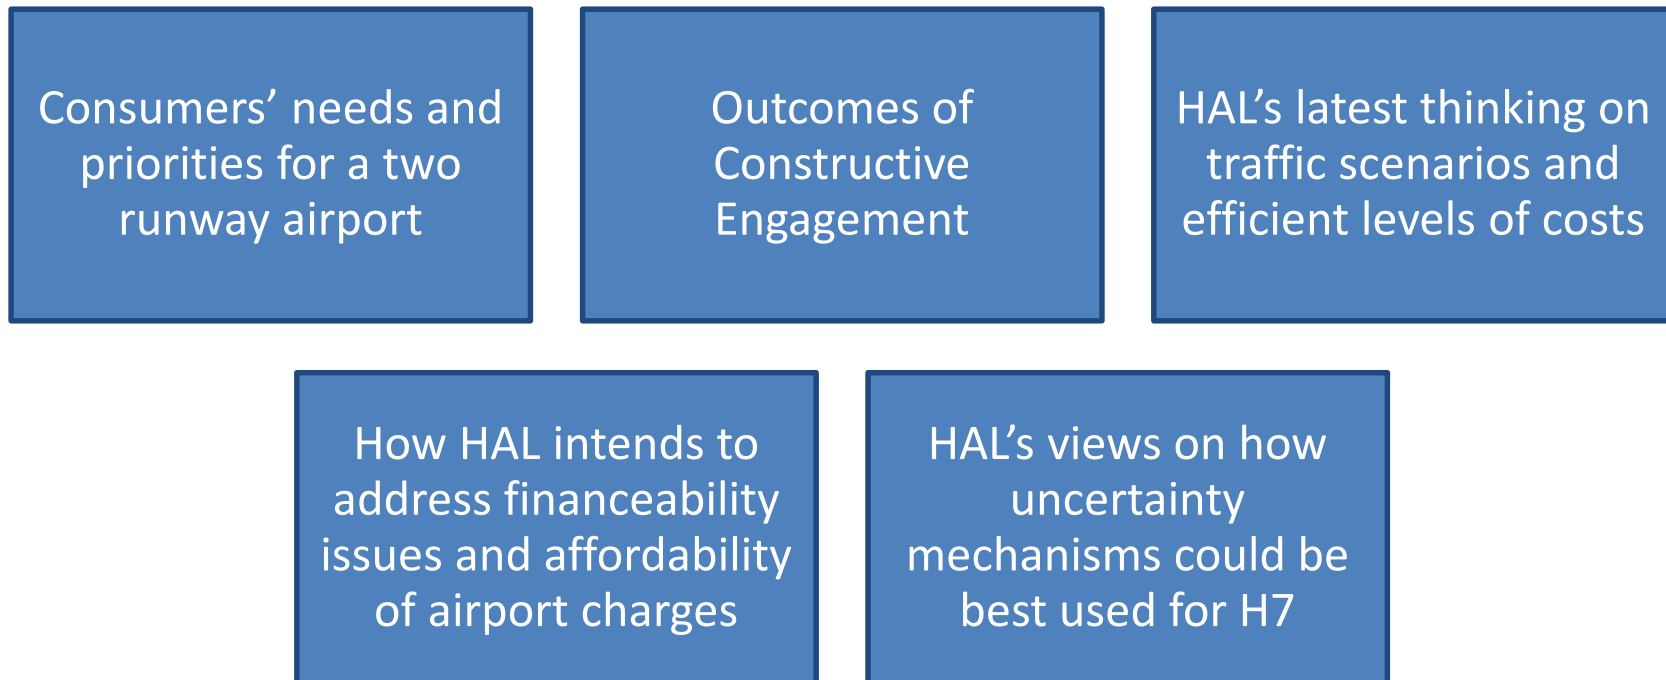 Consumers’ needs and
priorities for a two
runway airport
Outcomes of
Constructive
Engagement
HAL’s latest thinking on
traffic scenarios and
efficient levels of costs
How HAL intends to
address financeability
issues and affordability
of airport charges
HAL’s views on how
uncertainty
mechanisms could be
best used for H7